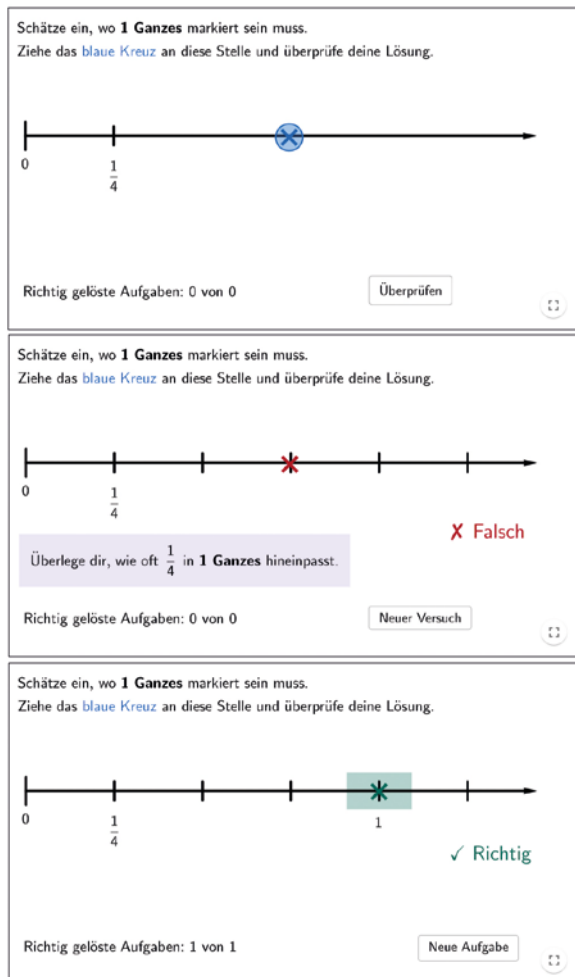 Schätze ein, wo 1 Ganzes markiert sein muss.
Ziehe das blaue Kreuz an diese Stelle und überprüfe deine Lösung.
0
1/4
Richtig gelöste Aufgaben: 0 von 0
Überprüfen
Schätze ein, wo 1 Ganzes markiert sein muss.
Ziehe das blaue Kreuz an diese Stelle und überprüfe deine Lösung.
0
1/4
✗ Falsch
Überlege dir, wie oft 1/4 in 1 Ganzes hineinpasst.
Richtig gelöste Aufgaben: 0 von 0
Neuer Versuch
Schätze ein, wo 1 Ganzes markiert sein muss.
Ziehe das blaue Kreuz an diese Stelle und überprüfe deine Lösung.
0
1/4
1
✓ Richtig
Richtig gelöste Aufgaben: 1 von 1
Neue Aufgabe